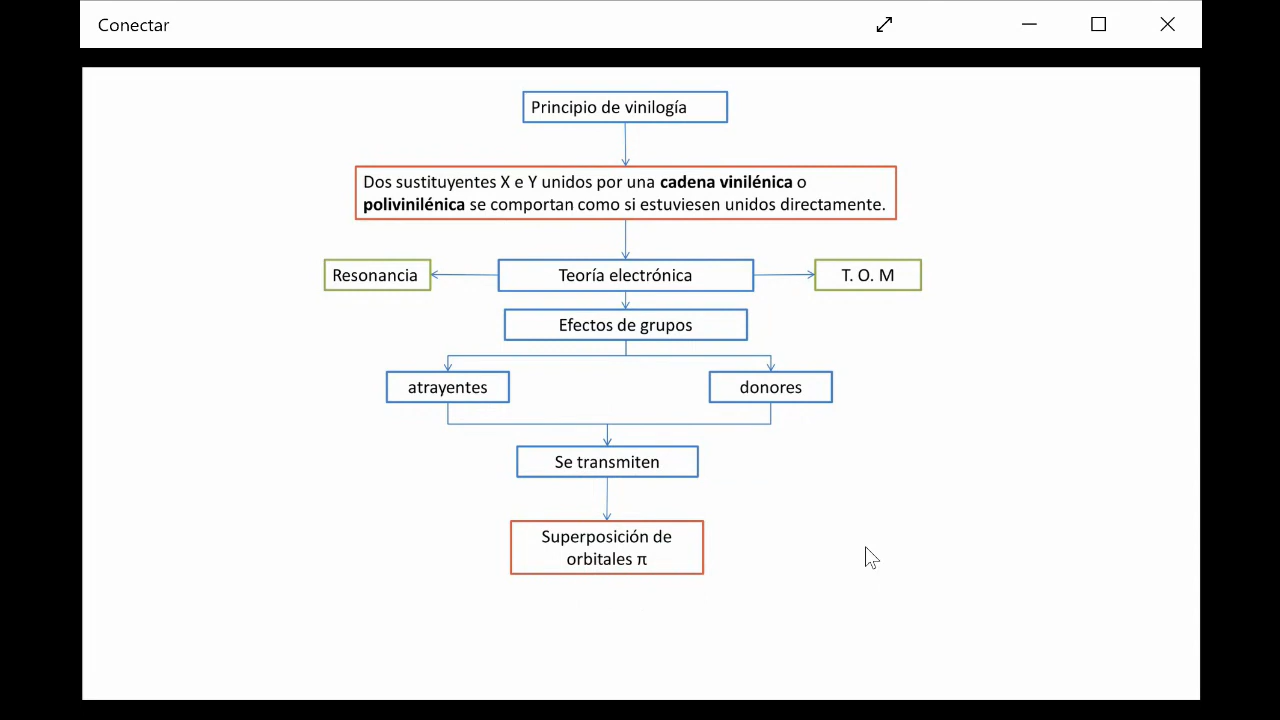 Conectar
Principio de vinilogía
Dos sustituyentes X e Y unidos por una cadena vinilénica o
polivinilénica se comportan como si estuviesen unidos directamente.
Resonancia
Teoría electrónica
T. O. M
Efectos de grupos
atrayentes
donores
Se transmiten
Superposición de
orbitales π